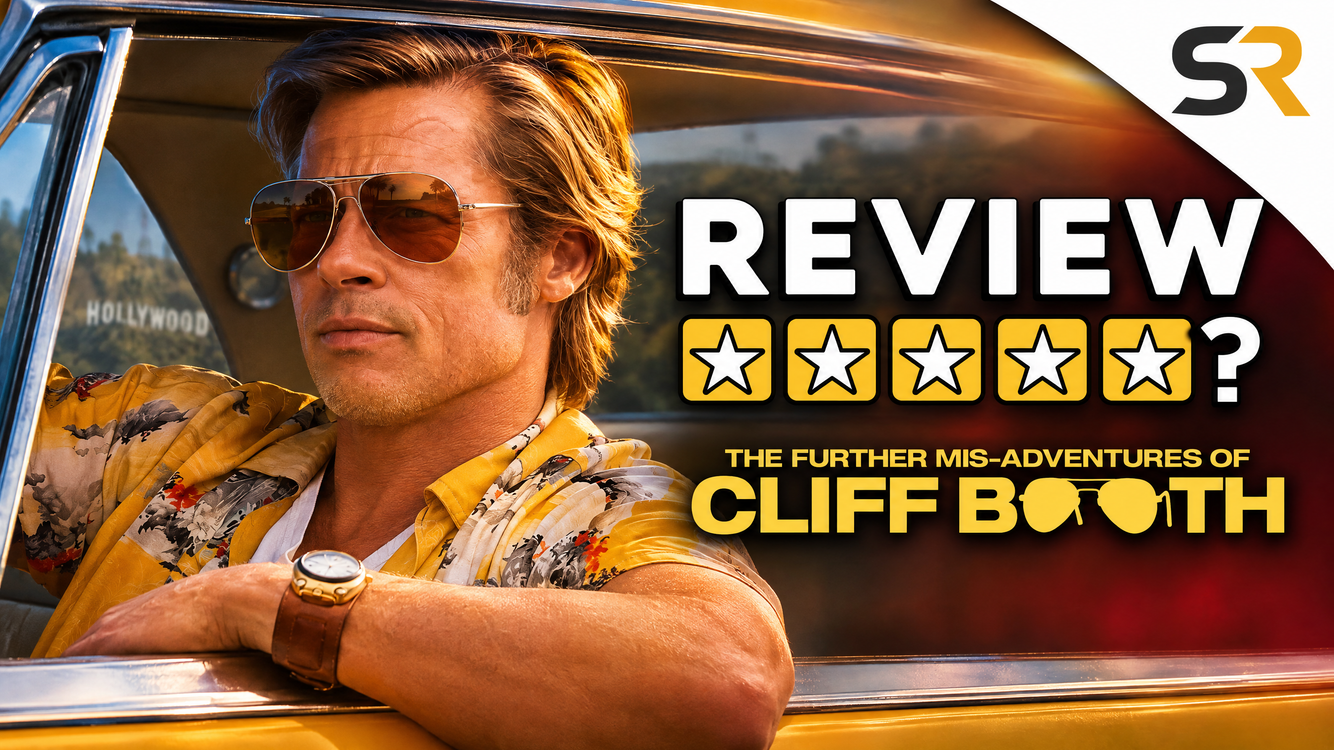 SR
HOLLYWOOD
REVIEW
?
THE FURTHER MIS-ADVENTURES OF
CLIFF BOOTH